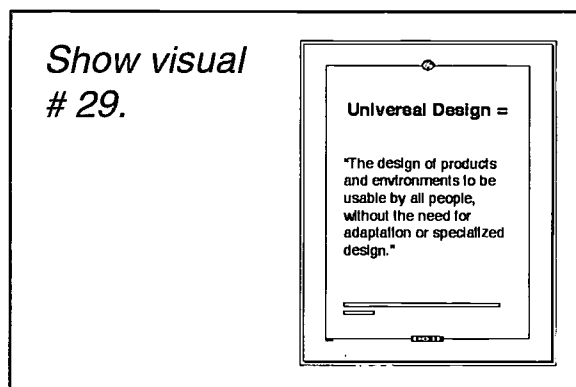 Show visual
# 29.
Universal Design =
"The design of products
and environments to be
usable by all people,
without the need for
adaptation or specialized
design."